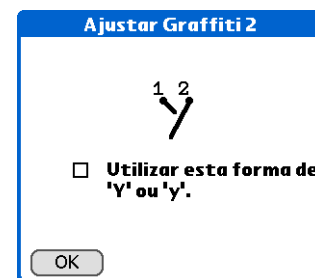 Ajustar Graffiti 2
1 2
Utilizar esta forma de
'Y' ou 'y'.
OK